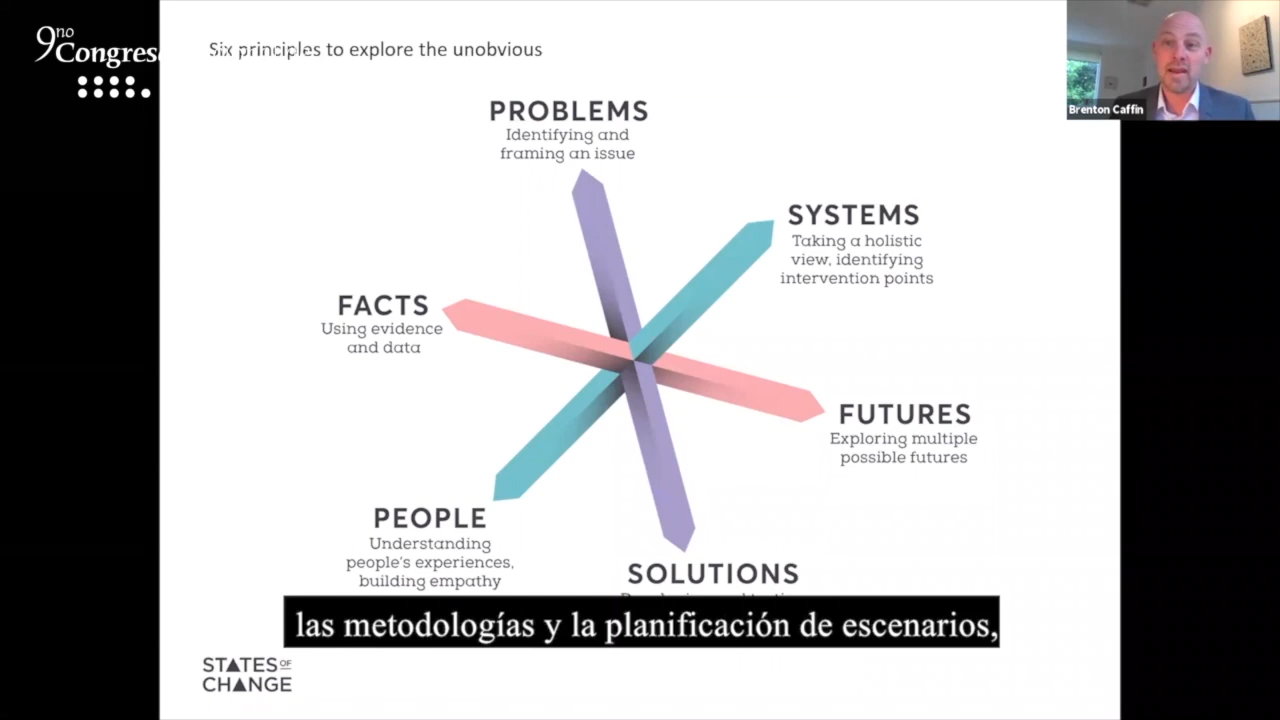 9no
Congres
Six principles to explore the unobvious
Brenton Caffin
PROBLEMS
Identifying and
framing an issue
SYSTEMS
Taking a holistic
view, identifying
intervention points
FACTS
Using evidence
and data
FUTURES
Exploring multiple
possible futures
PEOPLE
Understanding
people's experiences,
building empathy
SOLUTIONS
las metodologías y la planificación de escenarios,
STATES OF
CHANGE